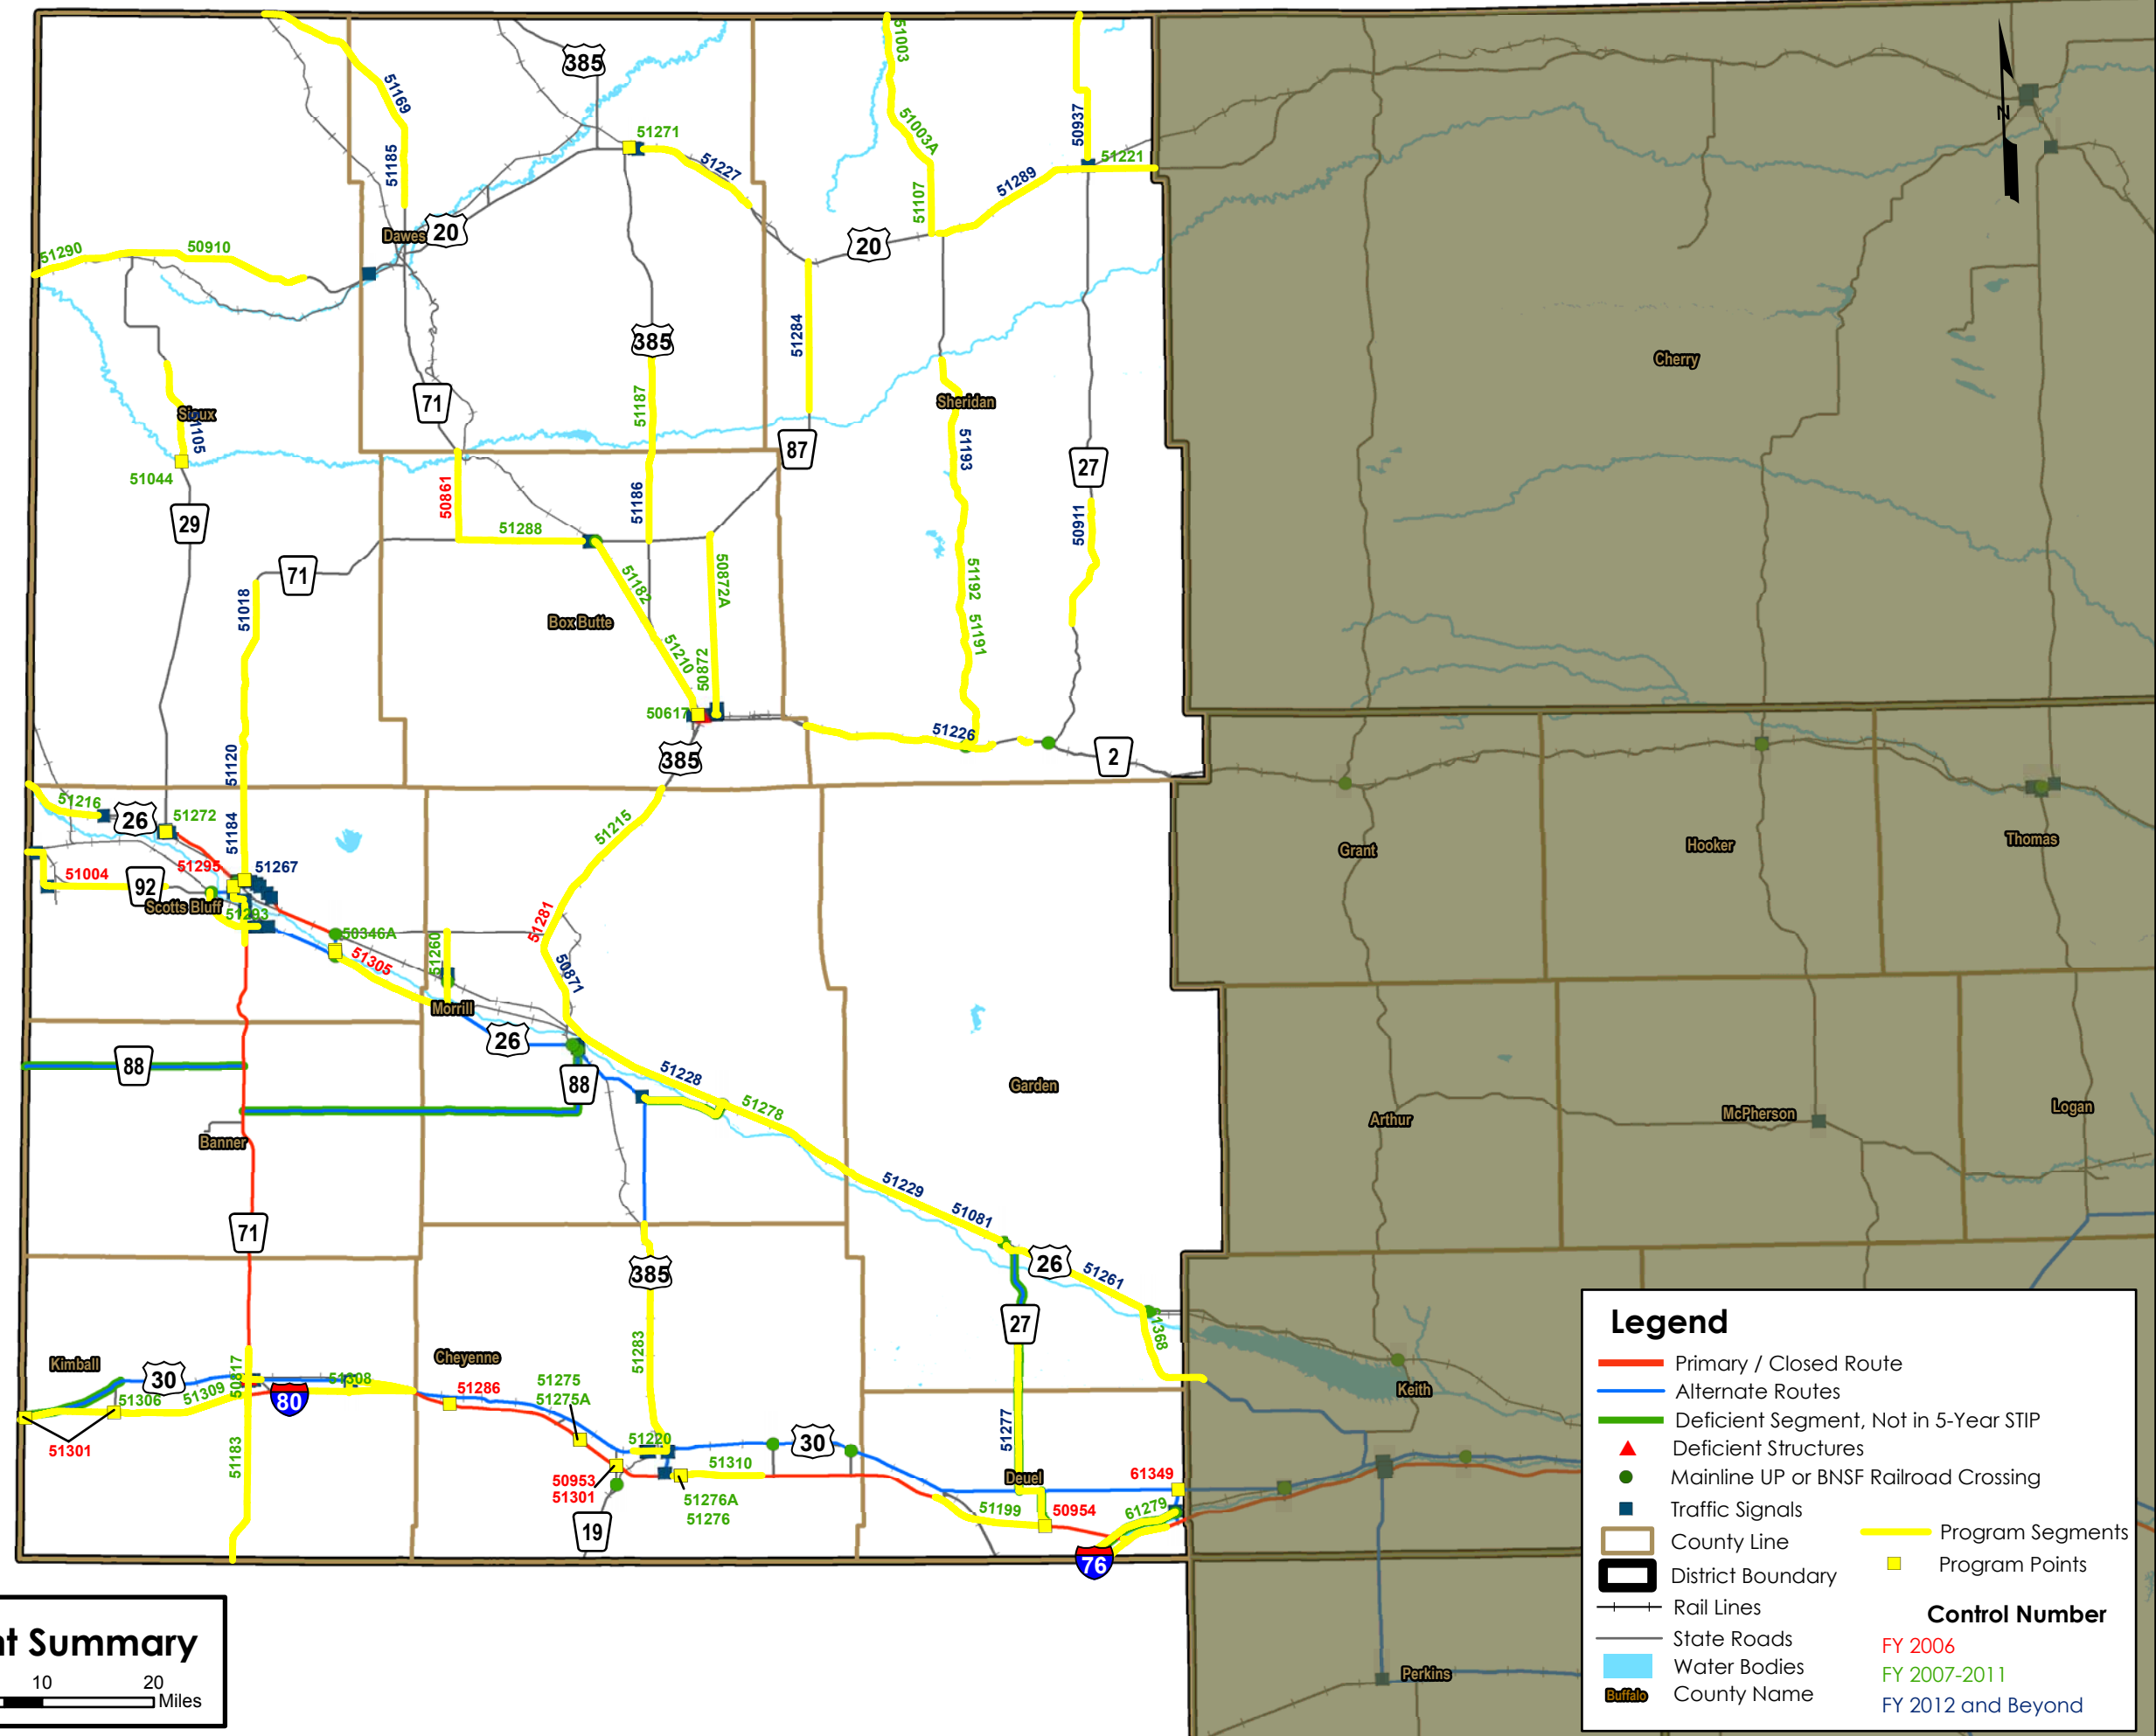 51003
385
51169
50937
N
51003A
51271
51221
51185
51227
51289
51107
Dawes
20
20
51290
50910
51284
385
Cherry
71
51187
Sheridan
Sioux
1105
87
51193
27
51044
50861
51186
29
51288
50911
71
51182
50872A
51192
51018
Box Butte
51191
51210
50872
50617
51226
385
2
51120
51216
26
51272
51215
51184
Grant
Hooker
Thomas
51295
51267
51004
92
Scotts Bluff
51293
50346A
51281
51260
51305
50871
Morrill
26
88
88
51228
51278
Garden
Arthur
McPherson
Logan
Banner
51229
51081
71
385
26
51261
27
1368
Kimball
30
50817
51308
Cheyenne
51283
51306
51309
80
51286
51275
51275A
Keith
51301
51183
51220
30
51277
51310
Deuel
61349
50953
51301
51276A
51276
51199
50954
61279
19
76
Perkins
nt Summary
10
20
Miles
Legend
Primary / Closed Route
Alternate Routes
Deficient Segment, Not in 5-Year STIP
Deficient Structures
Mainline UP or BNSF Railroad Crossing
Traffic Signals
County Line
District Boundary
Rail Lines
State Roads
Water Bodies
Buffalo
County Name
Program Segments
Program Points
Control Number
FY 2006
FY 2007-2011
FY 2012 and Beyond